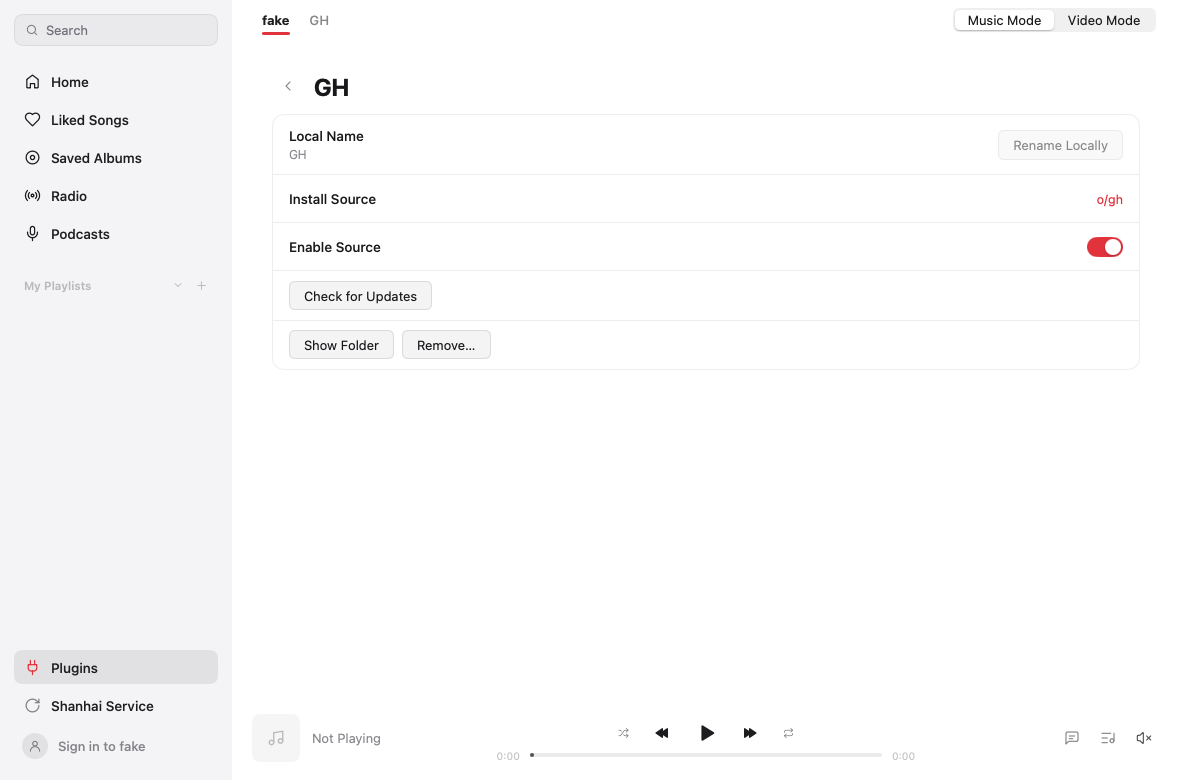 Search
Home
Liked Songs
Saved Albums
Radio
Podcasts
My Playlists
Plugins
Shanhai Service
Sign in to fake
fake GH
Music Mode Video Mode
GH
Local Name
GH
Rename Locally
Install Source o/gh
Enable Source
Check for Updates
Show Folder Remove...
Not Playing
0:00 0:00